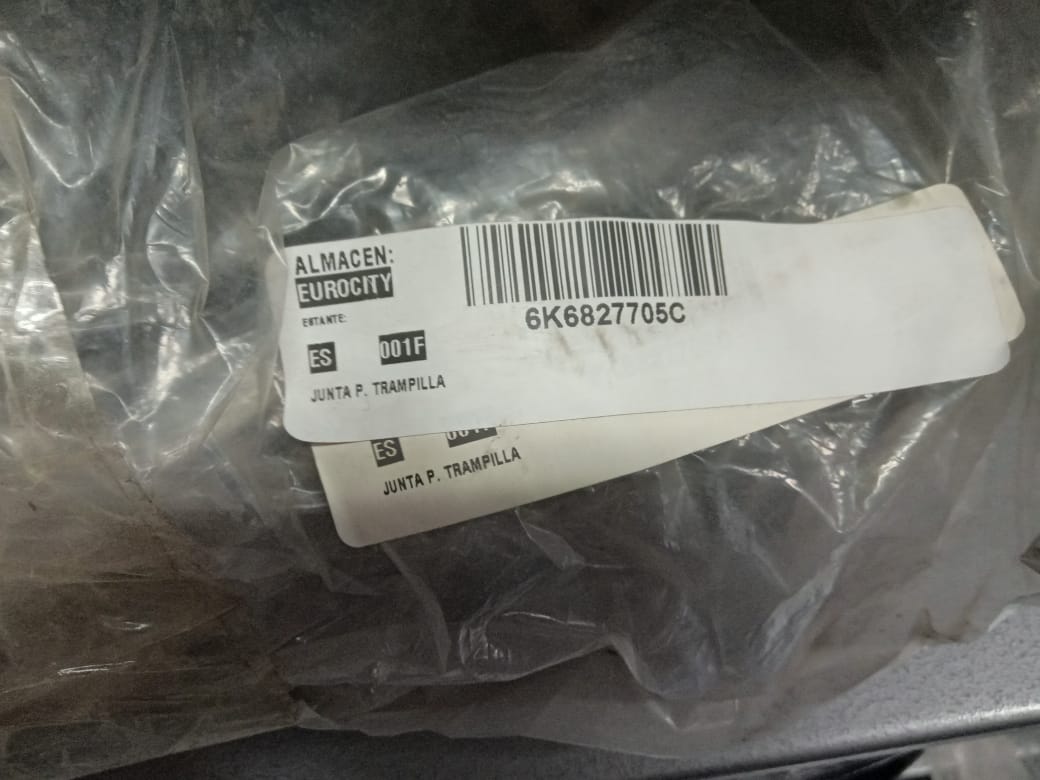 ALMACEN:
EUROCITY
ESTANTE:
ES 001F
JUNTA P. TRAMPILLA
6K6827705C
ES
JUNTA P. TRAMPILLA